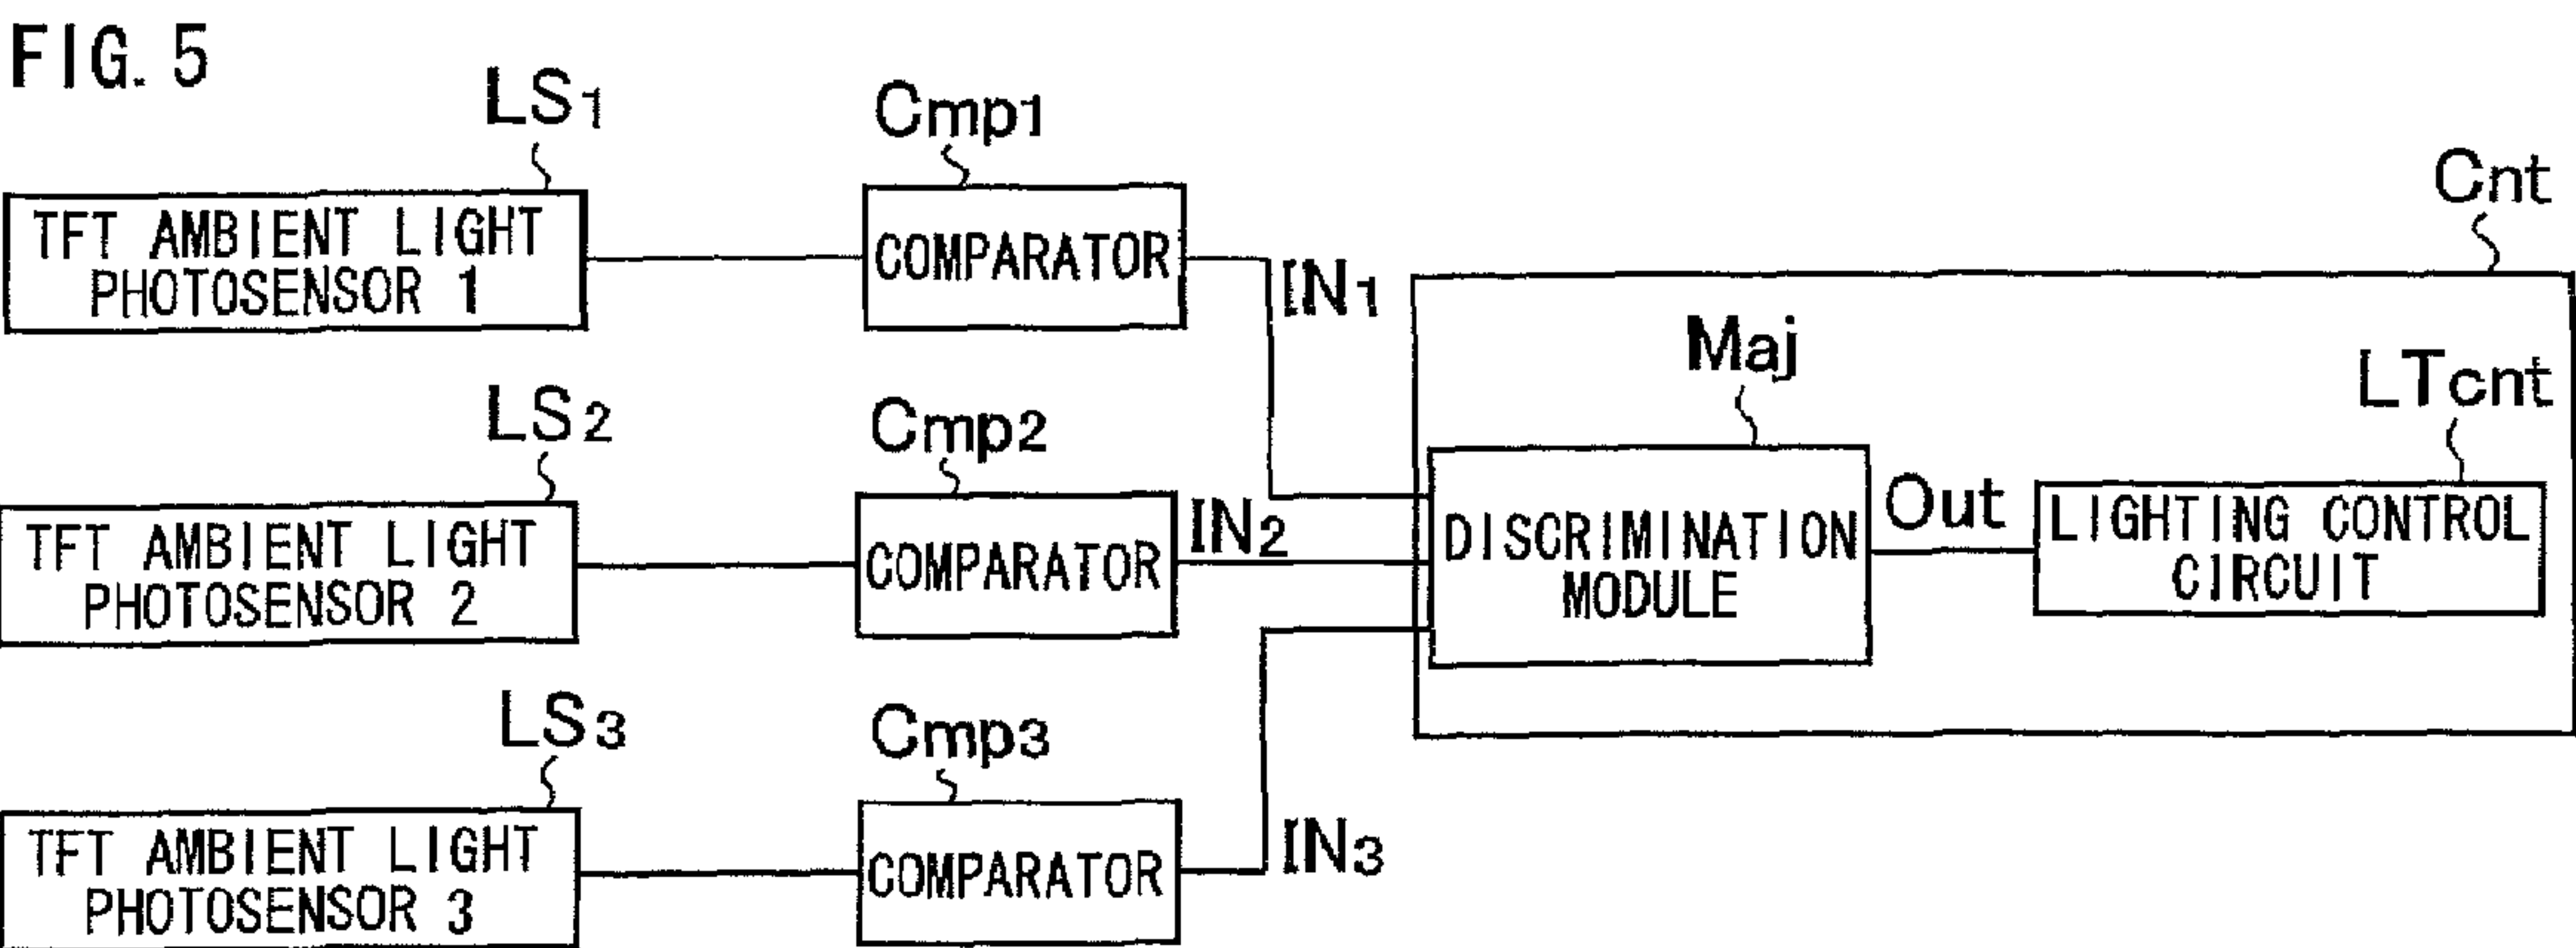 FIG. 5
LS1
Cmp1
Cnt
TFT AMBIENT LIGHT
PHOTOSENSOR 1
COMPARATOR
IN1
Maj
LTcnt
LS2
Cmp2
TFT AMBIENT LIGHT
PHOTOSENSOR 2
COMPARATOR
IN2
DISCRIMINATION
MODULE
Out
LIGHTING CONTROL
CIRCUIT
LS3
Cmp3
TFT AMBIENT LIGHT
PHOTOSENSOR 3
COMPARATOR
IN3